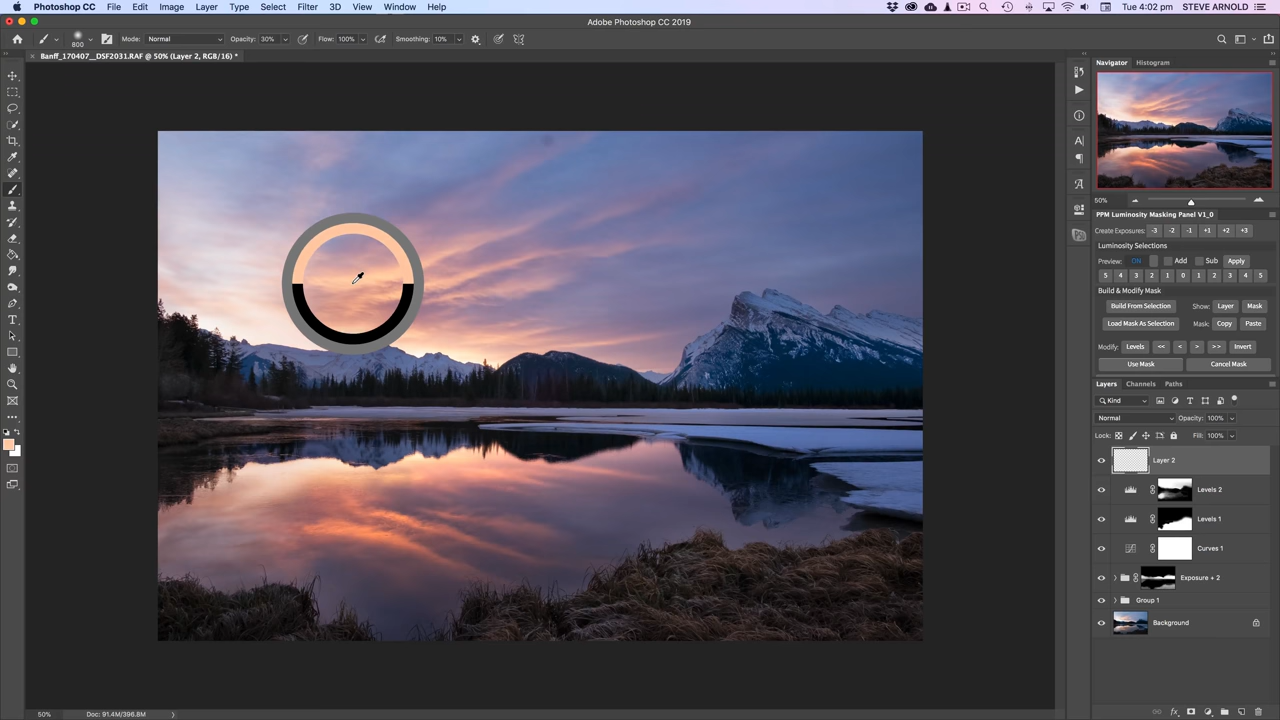 Photoshop CC File Edit Image Layer Type Select Filter 3D View Window Help Tue 4:02 pm STEVE ARNOLD
Adobe Photoshop CC 2019
800 Mode: Normal Opacity: 30% Flow: 100% Smoothing: 10%
Banff_170407__DSF2031.RAF @ 50% (Layer 2, RGB/16) *
Navigator Histogram
50%
PPM Luminosity Masking Panel V1_0
Create Exposures: -3 -2 -1 +1 +2 +3
Luminosity Selections
Preview: ON Add Sub Apply
5 4 3 2 1 0 1 2 3 4 5
Build & Modify Mask
Build From Selection Show: Layer Mask
Load Mask As Selection Mask: Copy Paste
Modify: Levels << < > >> Invert
Use Mask Cancel Mask
Layers Channels Paths
Kind
Normal Opacity: 100%
Lock: Fill: 100%
Layer 2
Levels 2
Levels 1
Curves 1
Exposure + 2
Group 1
Background
50% Doc: 91.4M/396.8M